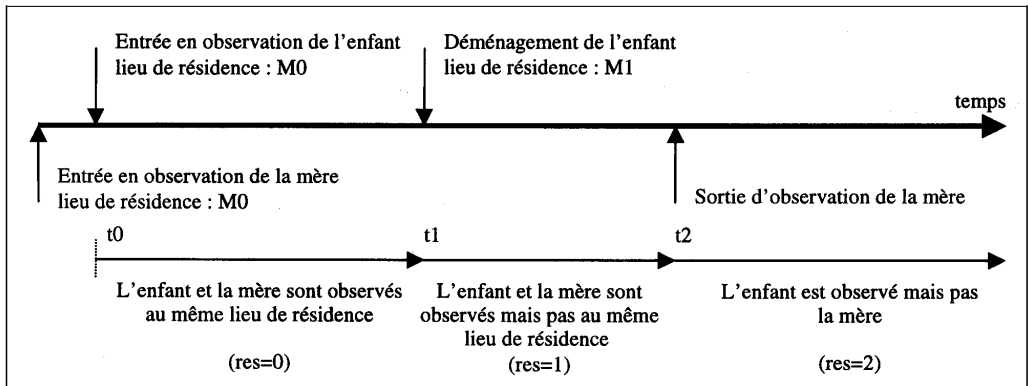 Entrée en observation de l'enfant
lieu de résidence : M0
Déménagement de l'enfant
lieu de résidence : M1
temps
Entrée en observation de la mère
lieu de résidence : M0
Sortie d'observation de la mère
t0
t1
t2
L'enfant et la mère sont observés
au même lieu de résidence
(res=0)
L'enfant et la mère sont
observés mais pas au même
lieu de résidence
(res=1)
L'enfant est observé mais pas
la mère
(res=2)